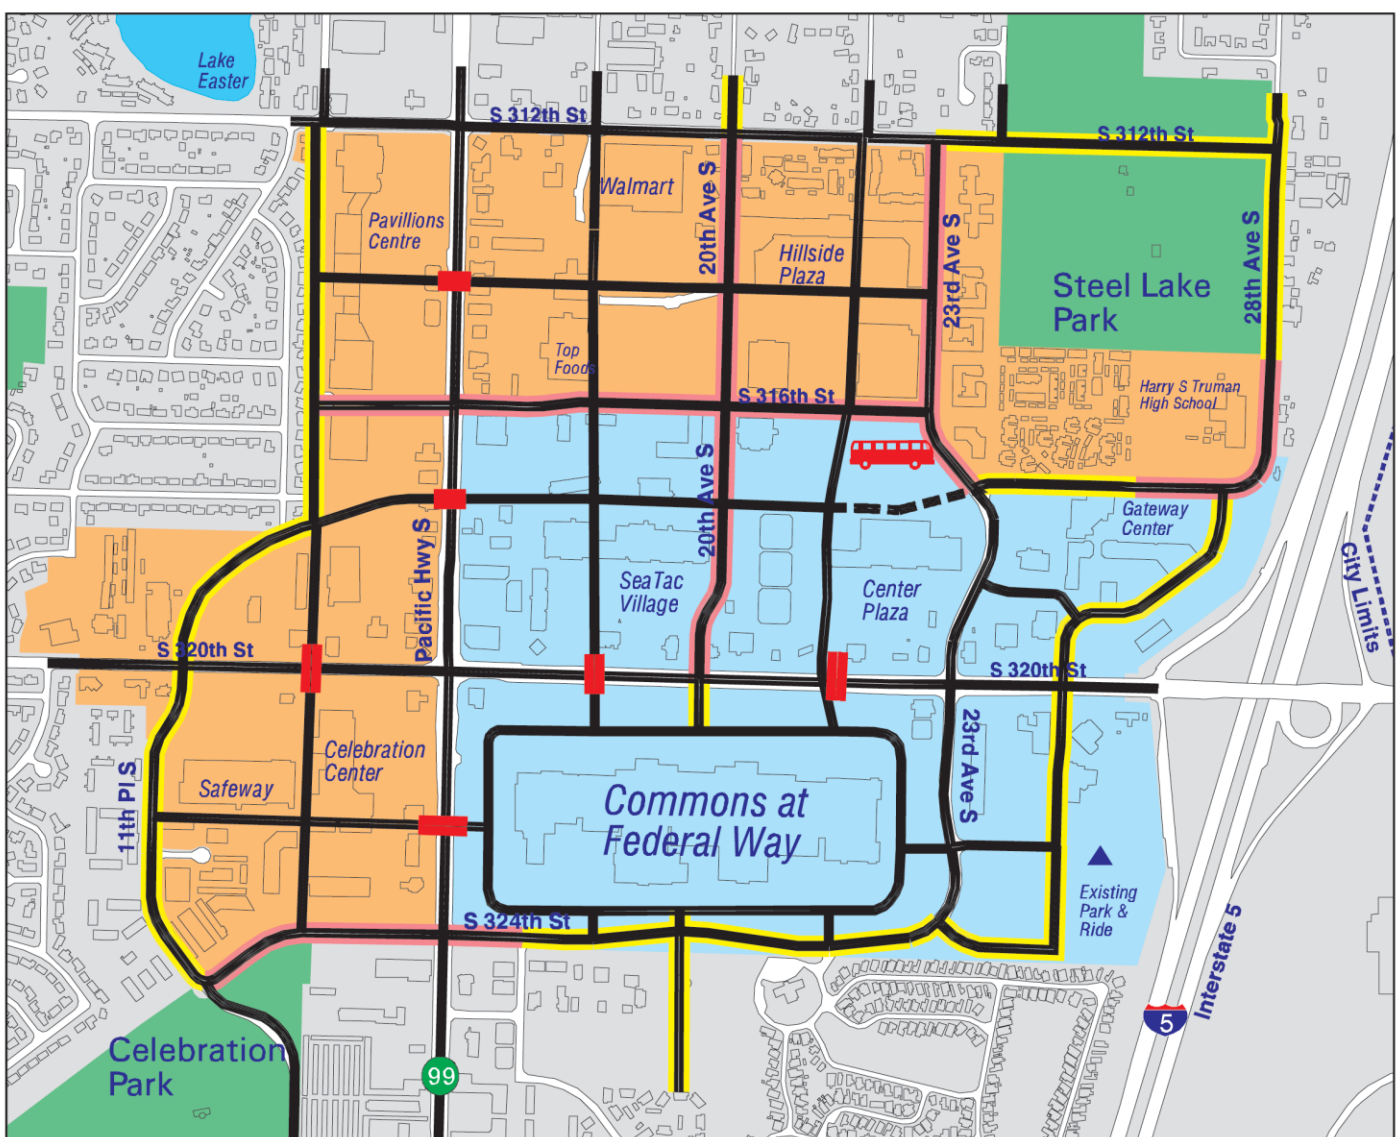 Lake
Easter
S 312th St
S 312th St
Walmart
20th Ave S
Pavillions
Centre
Hillside
Plaza
23rd Ave S
28th Ave S
Steel Lake
Park
Top
Foods
S 316th St
Harry S Truman
High School
20th Ave S
Gateway
Center
Pacific Hwy S
City Limits
SeaTac
Village
Center
Plaza
S 320th St
S 320th St
23rd Ave S
Celebration
Center
11th Pl S
Safeway
Commons at
Federal Way
Existing
Park &
Ride
S 324th St
Interstate 5
5
Celebration
Park
99